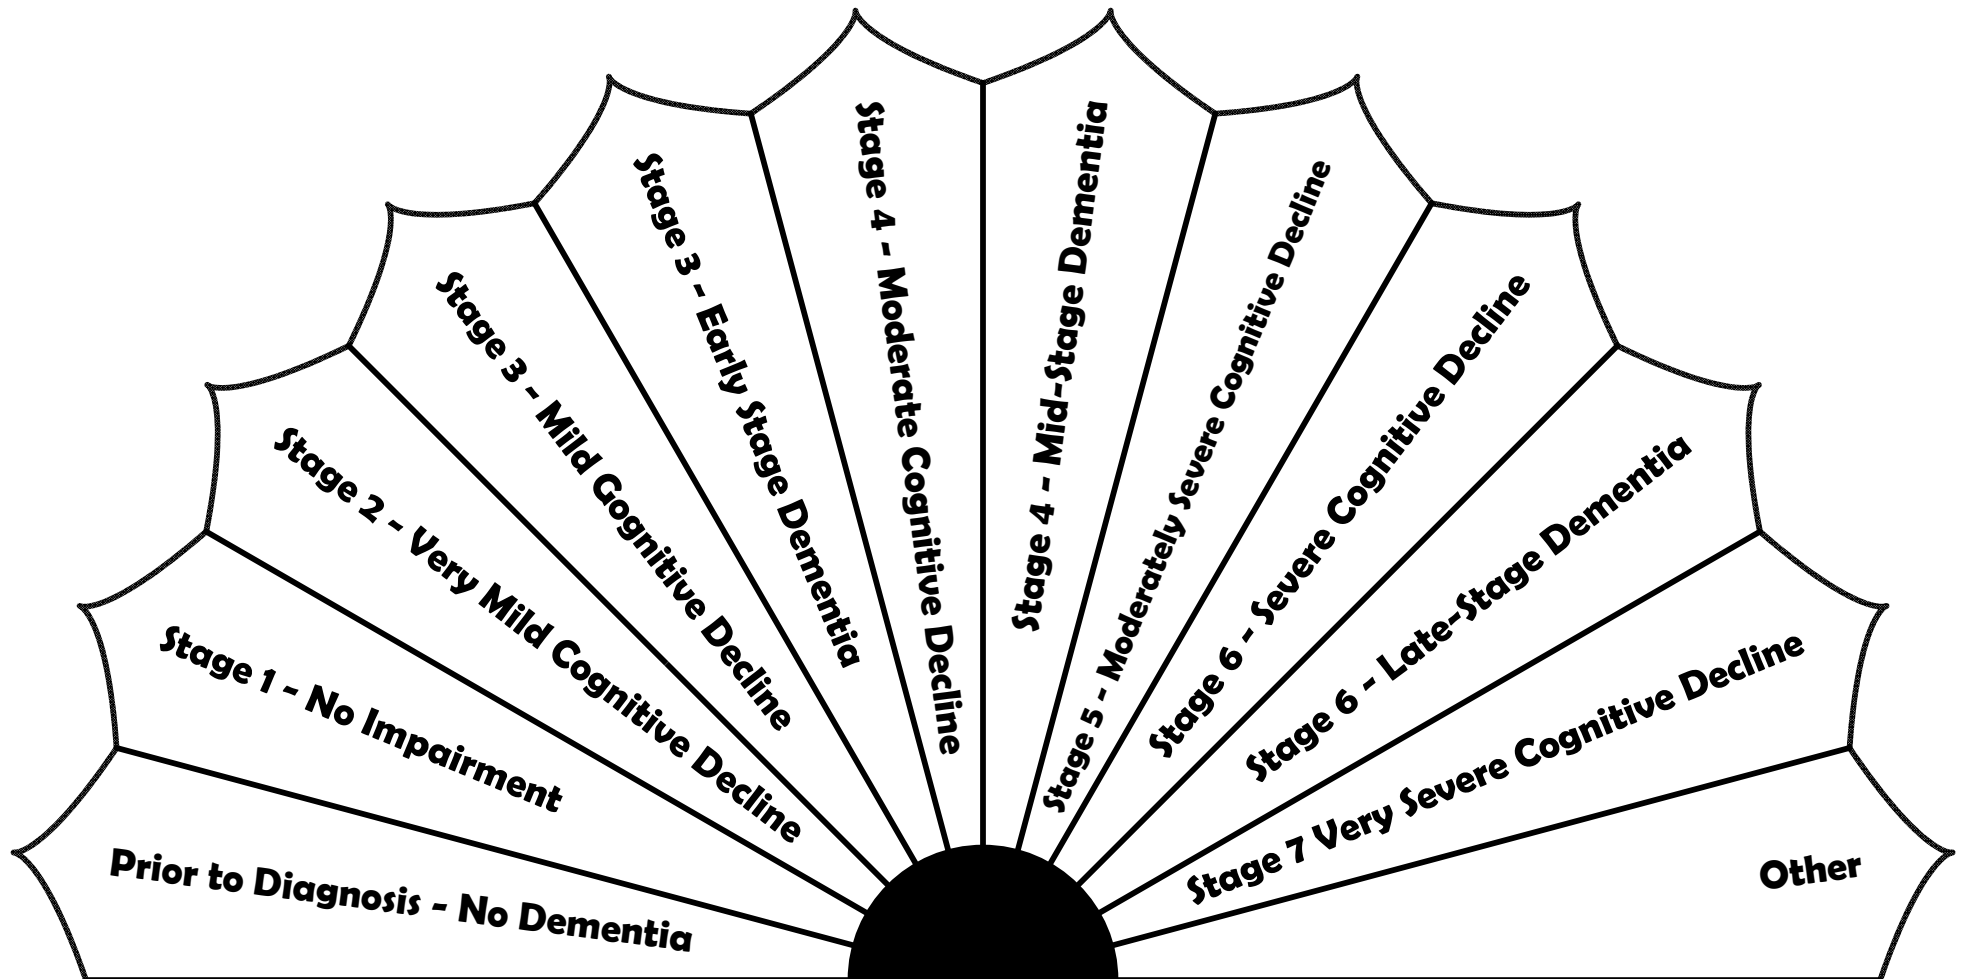 Prior to Diagnosis - No Dementia
Stage 1 - No Impairment
Stage 2 - Very Mild Cognitive Decline
Stage 3 - Mild Gognitive Decline
Stage 3 - Early Stage Dementia
Stage 4 - Moderate Cognitive Decline
Stage 4 - Mid-Stage Dementia
Stage 5 - Moderately Severe Cognitive Decline
Stage 6 - Severe Cognitive Decline
Stage 6 - Late-Stage Dementia
Stage 7 Very Severe Cognitive Decline
Other